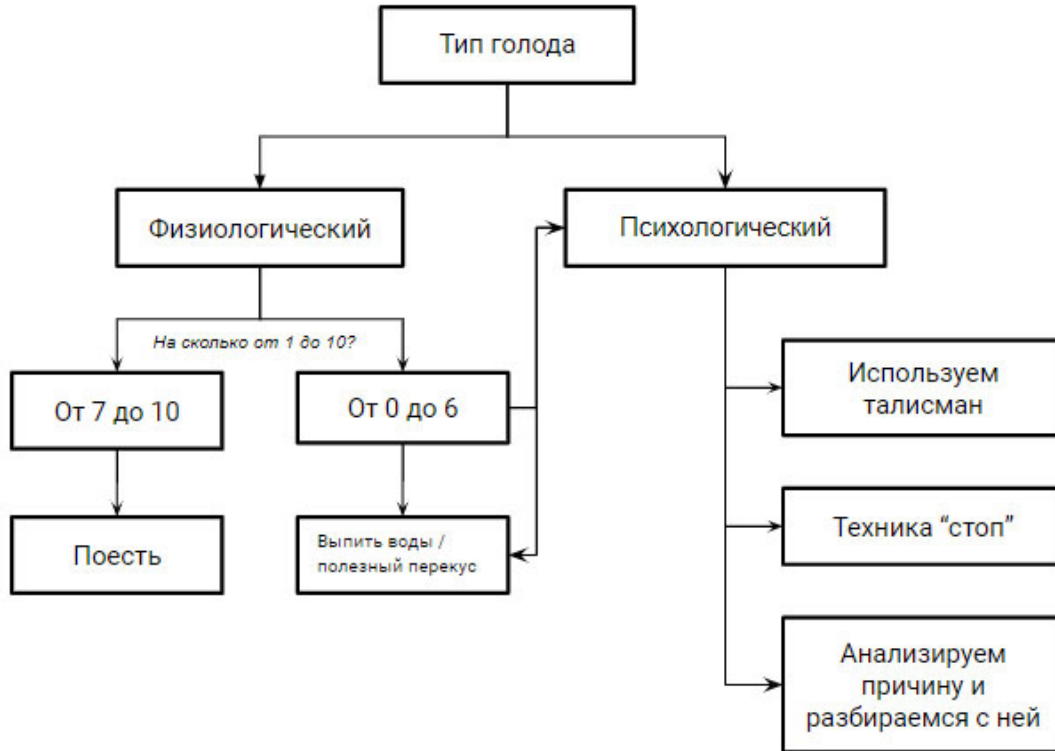 Тип голода
Физиологический
Психологический
На сколько от 1 до 10?
От 7 до 10
От 0 до 6
Используем
талисман
Поесть
Выпить воды /
полезный перекус
Техника “стоп”
Анализируем
причину и
разбираемся с ней